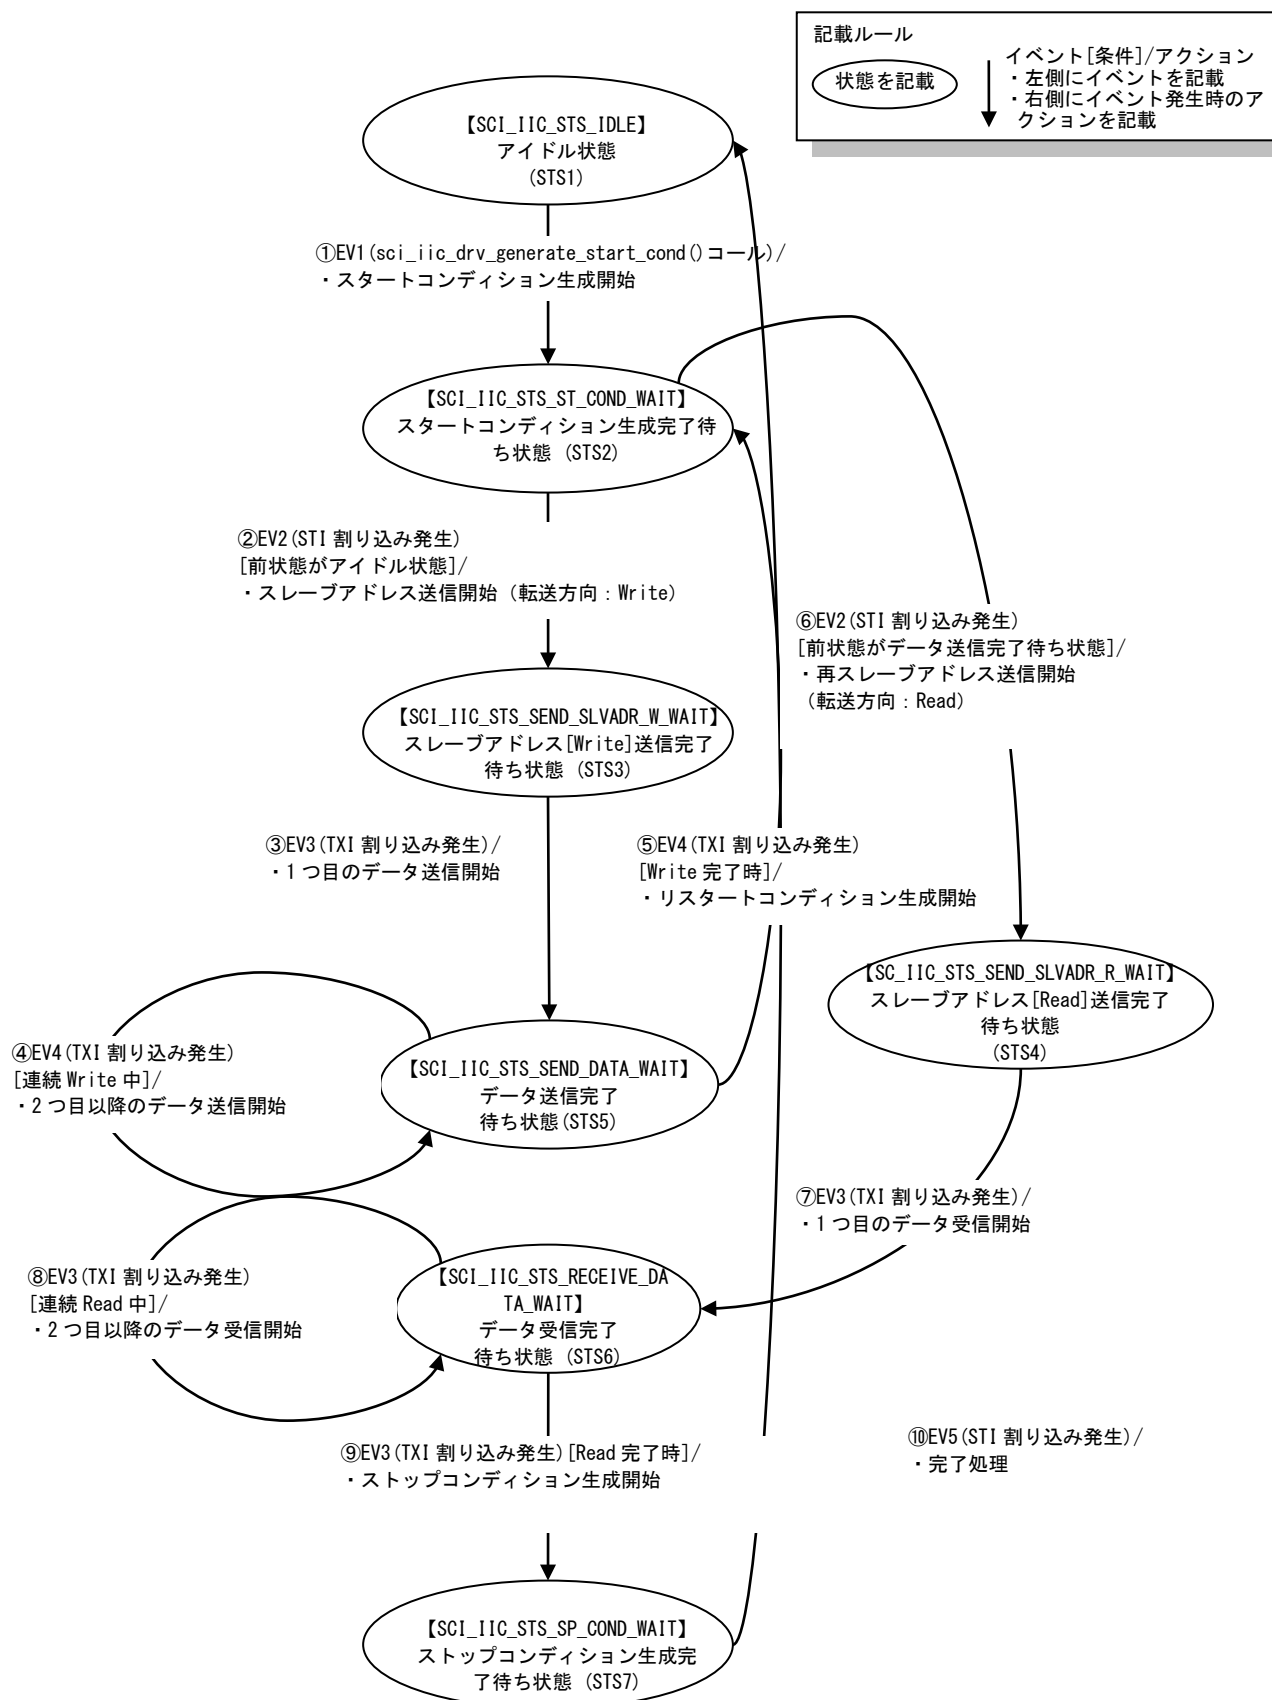 記載ルール
状態を記載
イベント[条件]/アクション
・左側にイベントを記載
・右側にイベント発生時のア
クションを記載
【SCI_IIC_STS_IDLE】
アイドル状態
(STS1)
①EV1(sci_iic_drv_generate_start_cond()コール)/
・スタートコンディション生成開始
【SCI_IIC_STS_ST_COND_WAIT】
スタートコンディション生成完了待
ち状態 (STS2)
②EV2(STI 割り込み発生)
[前状態がアイドル状態]/
・スレーブアドレス送信開始（転送方向：Write）
⑥EV2(STI 割り込み発生)
[前状態がデータ送信完了待ち状態]/
・再スレーブアドレス送信開始
（転送方向：Read）
【SCI_IIC_STS_SEND_SLVADR_W_WAIT】
スレーブアドレス[Write]送信完了
待ち状態 (STS3)
③EV3(TXI 割り込み発生)/
・1 つ目のデータ送信開始
⑤EV4(TXI 割り込み発生)
[Write 完了時]/
・リスタートコンディション生成開始
【SC_IIC_STS_SEND_SLVADR_R_WAIT】
スレーブアドレス[Read]送信完了
待ち状態
(STS4)
④EV4(TXI 割り込み発生)
[連続 Write 中]/
・2 つ目以降のデータ送信開始
【SCI_IIC_STS_SEND_DATA_WAIT】
データ送信完了
待ち状態(STS5)
⑦EV3(TXI 割り込み発生)/
・1 つ目のデータ受信開始
⑧EV3(TXI 割り込み発生)
[連続 Read 中]/
・2 つ目以降のデータ受信開始
【SCI_IIC_STS_RECEIVE_DA
TA_WAIT】
データ受信完了
待ち状態 (STS6)
⑨EV3(TXI 割り込み発生)[Read 完了時]/
・ストップコンディション生成開始
⑩EV5(STI 割り込み発生)/
・完了処理
【SCI_IIC_STS_SP_COND_WAIT】
ストップコンディション生成完
了待ち状態 (STS7)